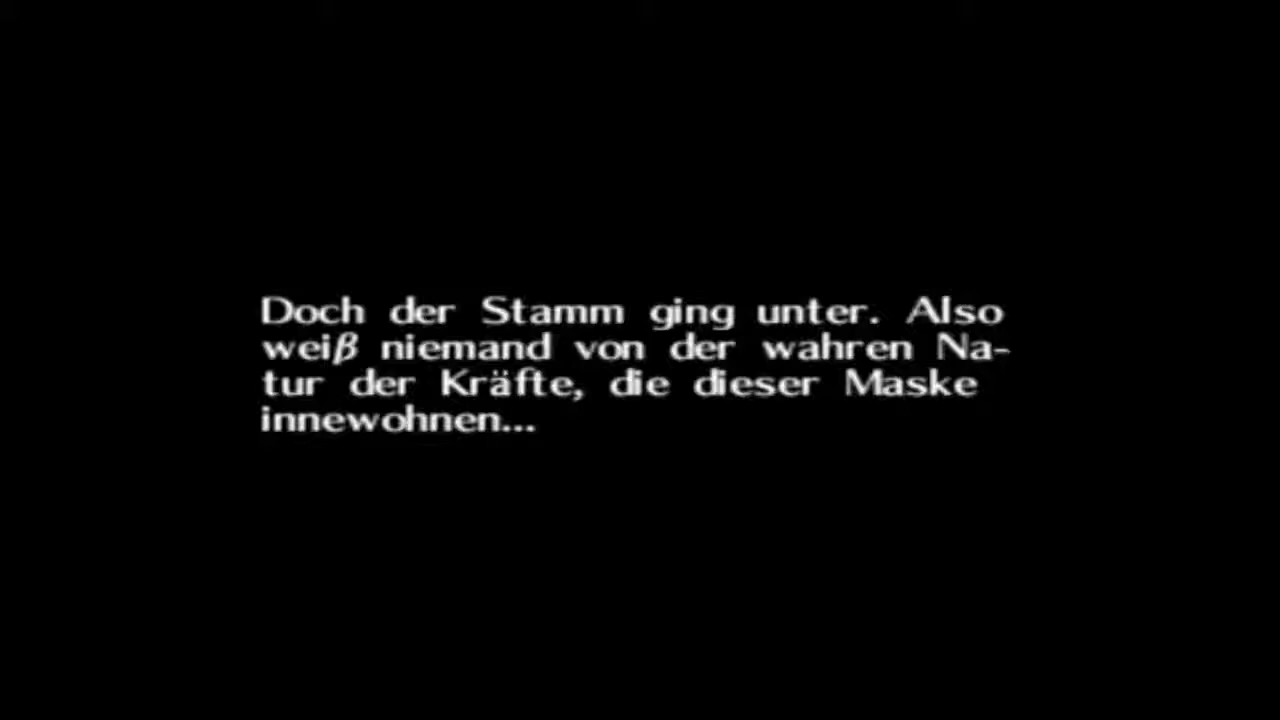 Doch der Stamm ging unter. Also
weiß niemand von der wahren Na-
tur der Kräfte, die dieser Maske
innewohnen...